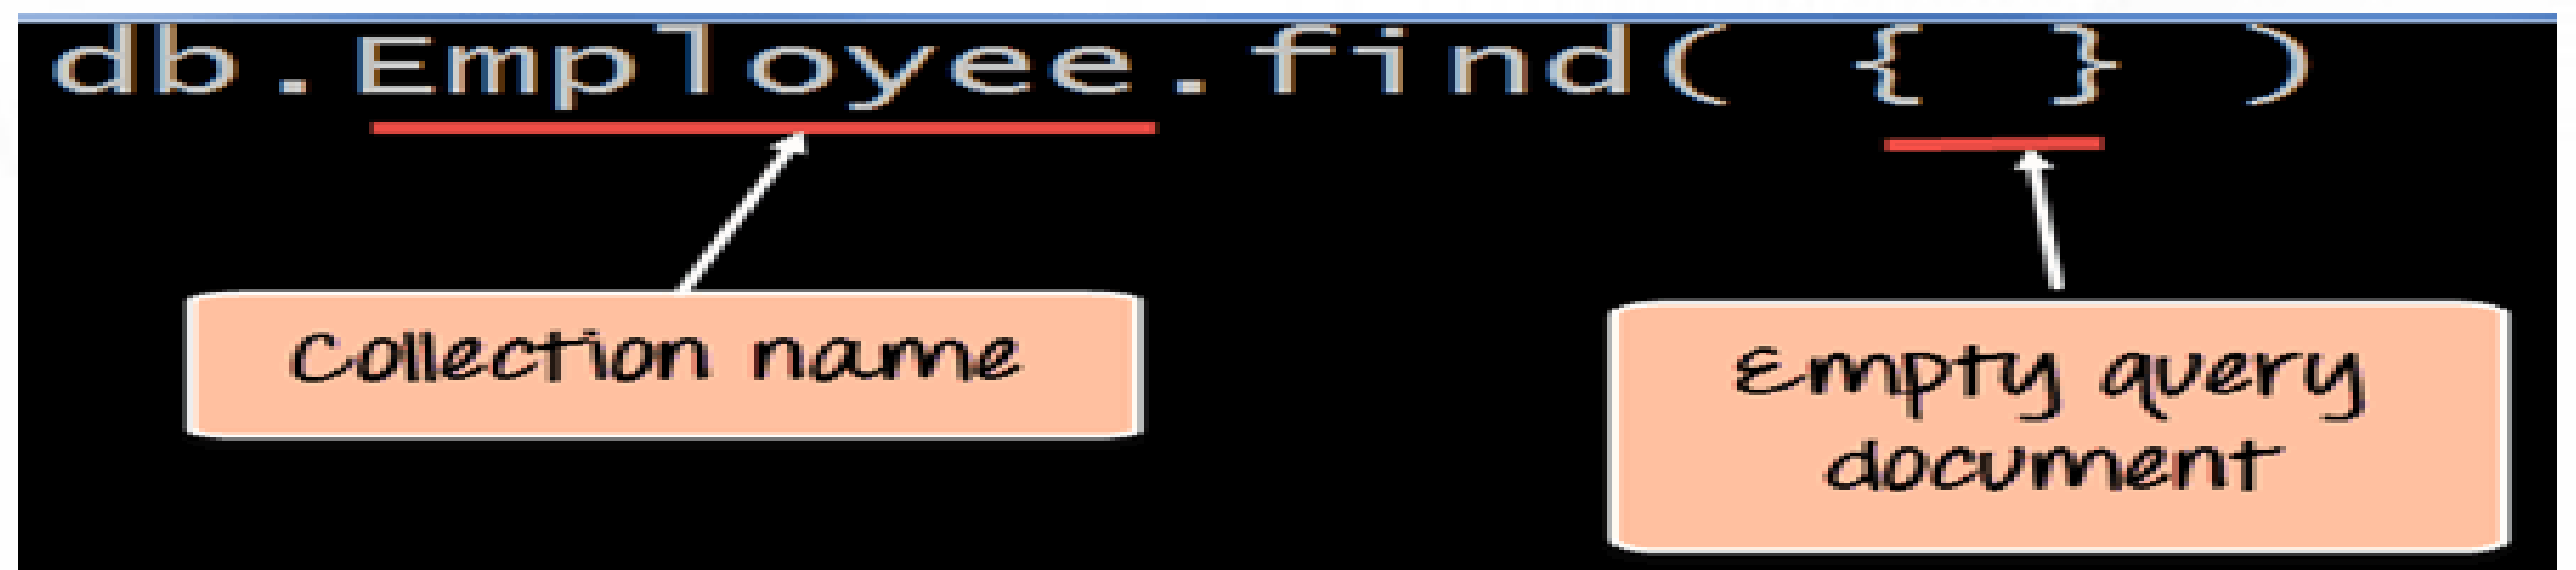 db.Employee.find( { } )
Collection name
Empty query
document